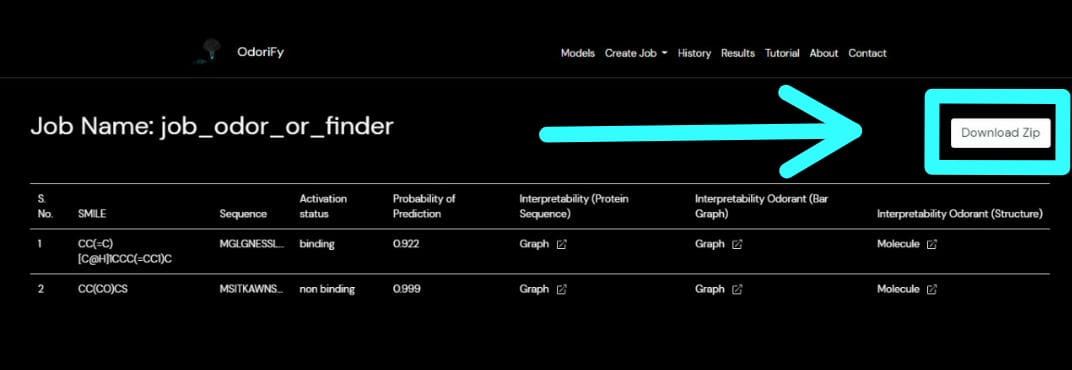 OdoriFy
Models Create Job History Results Tutorial About Contact
Job Name: job_odor_or_finder
Download Zip
S. No. SMILE Sequence Activation status Probability of Prediction Interpretability (Protein Sequence) Interpretability Odorant (Bar Graph) Interpretability Odorant (Structure)
1 CC(=C)[C@H]1CCC(=CC1)C MGLGNESSL... binding 0.922 Graph Graph Molecule
2 CC(CO)CS MSITKAWNS... non binding 0.999 Graph Graph Molecule